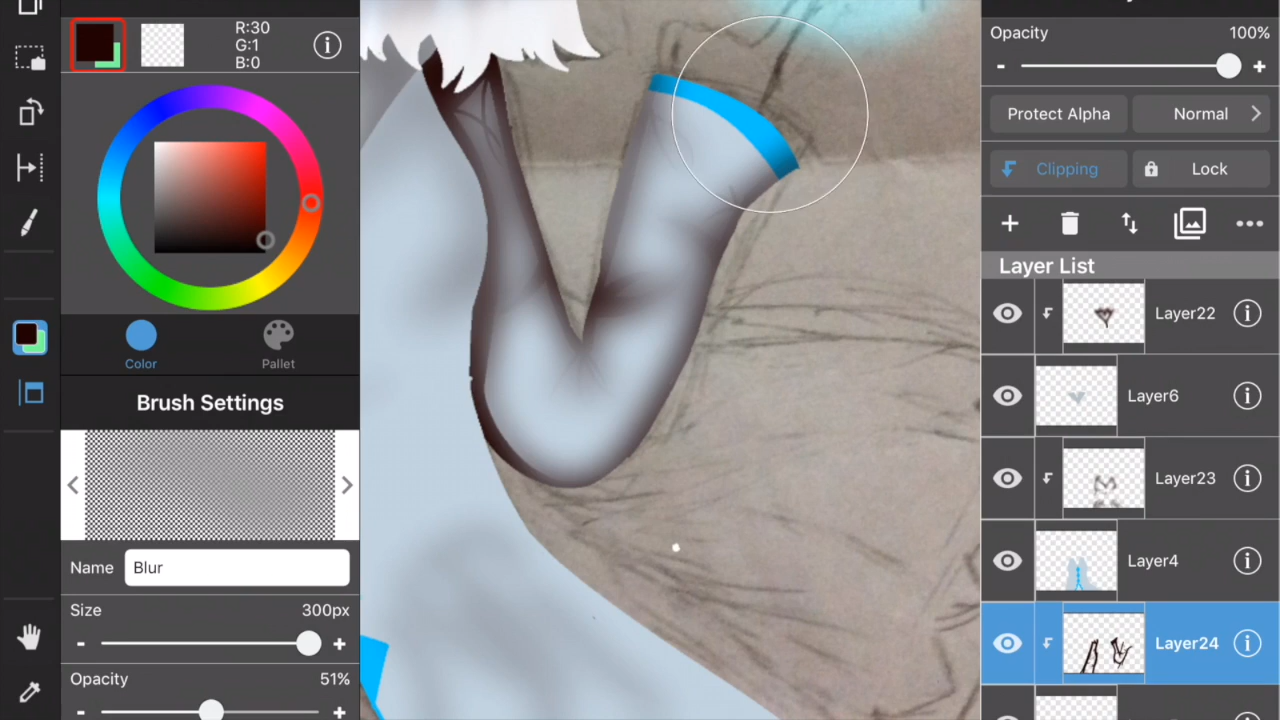 R:30
G:1
B:0
Color
Pallet
Brush Settings
Name
Blur
Size
300px
Opacity
51%
Opacity
100%
Protect Alpha
Normal
Clipping
Lock
Layer List
Layer22
Layer6
Layer23
Layer4
Layer24